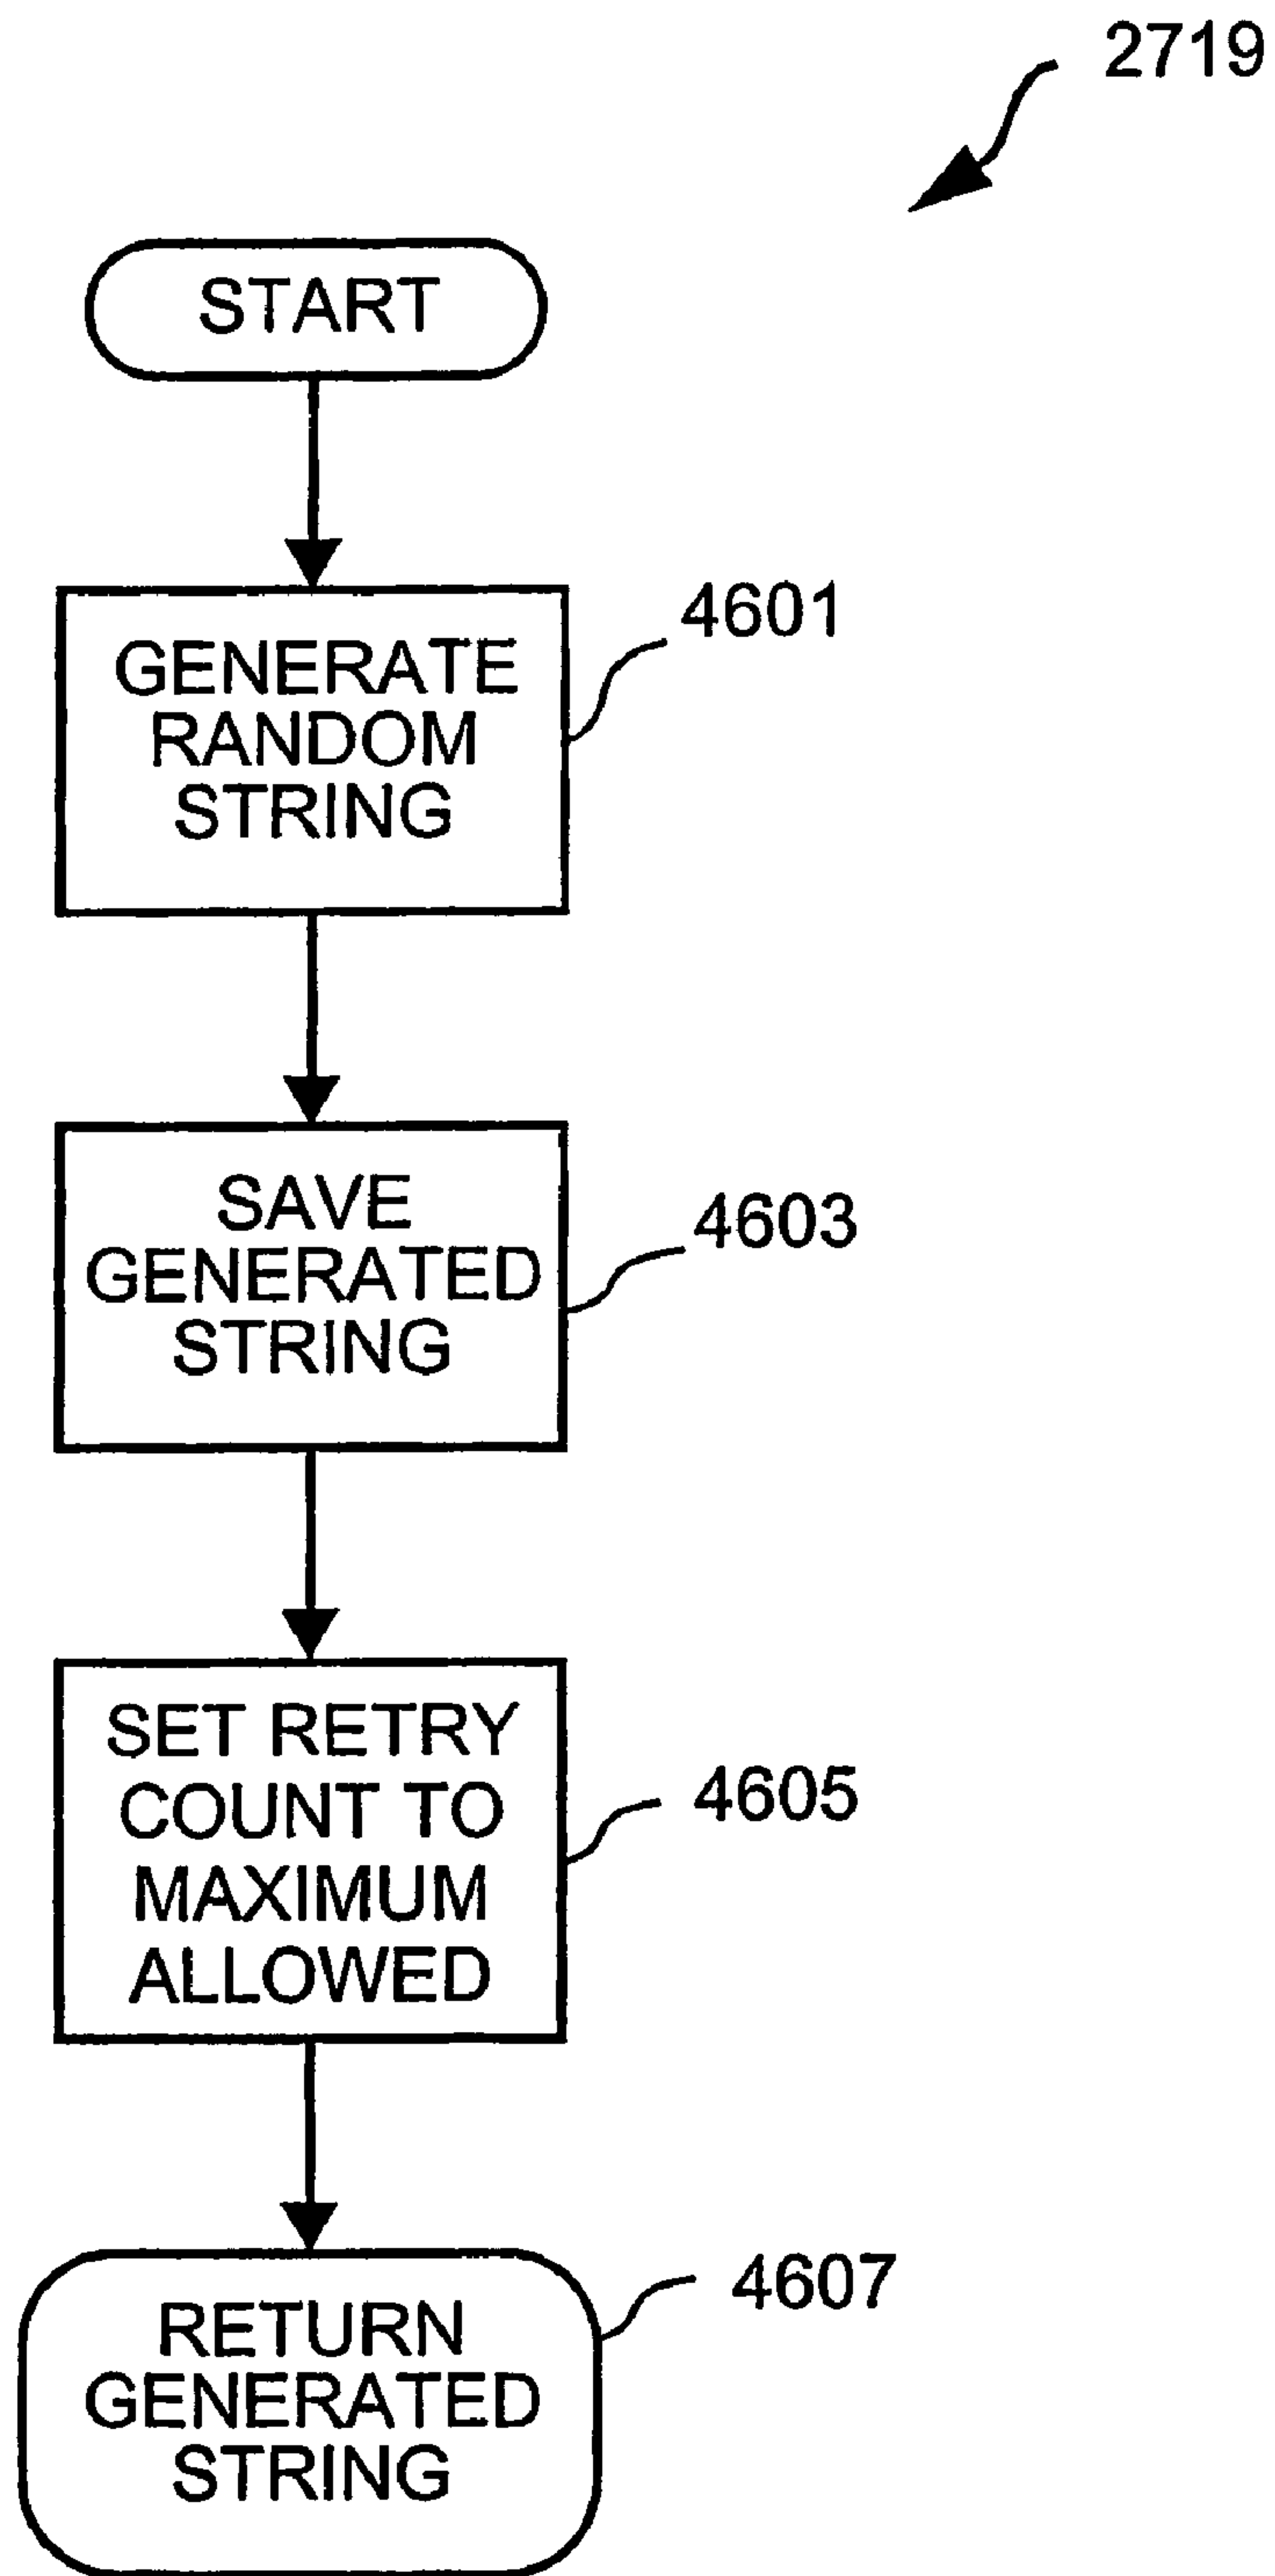 2719
START
4601
GENERATE
RANDOM
STRING
4603
SAVE
GENERATED
STRING
4605
SET RETRY
COUNT TO
MAXIMUM
ALLOWED
4607
RETURN
GENERATED
STRING